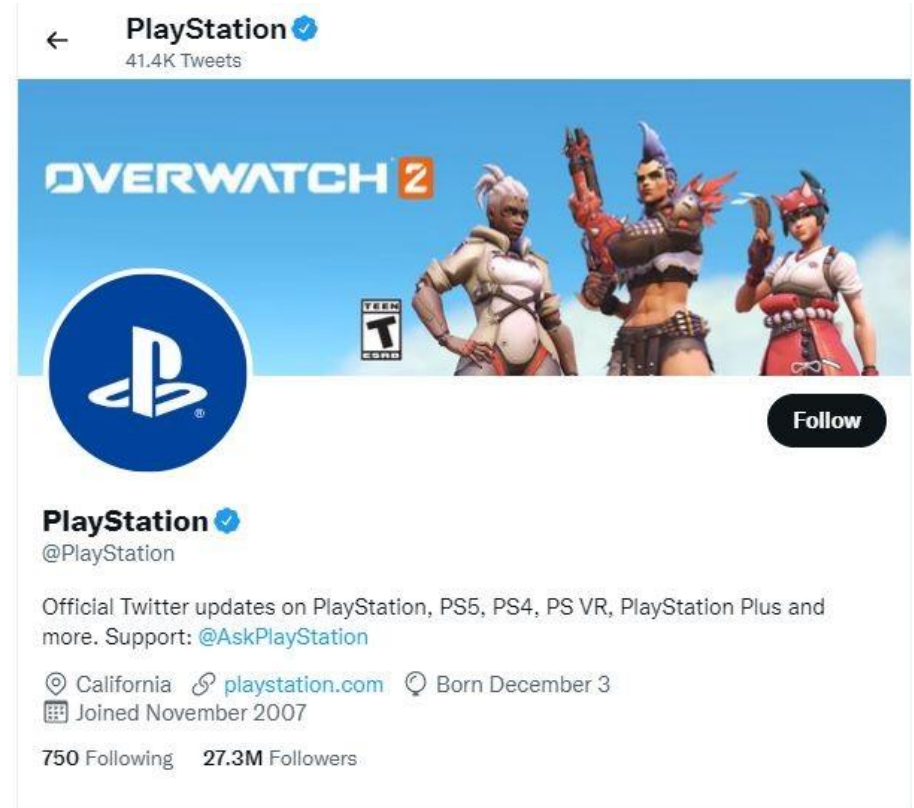 PlayStation
41.4K Tweets
OVERWATCH 2
TEEN
T
ESRB
®
Follow
PlayStation
@PlayStation
Official Twitter updates on PlayStation, PS5, PS4, PS VR, PlayStation Plus and
more. Support: @AskPlayStation
California playstation.com Born December 3
Joined November 2007
750 Following 27.3M Followers